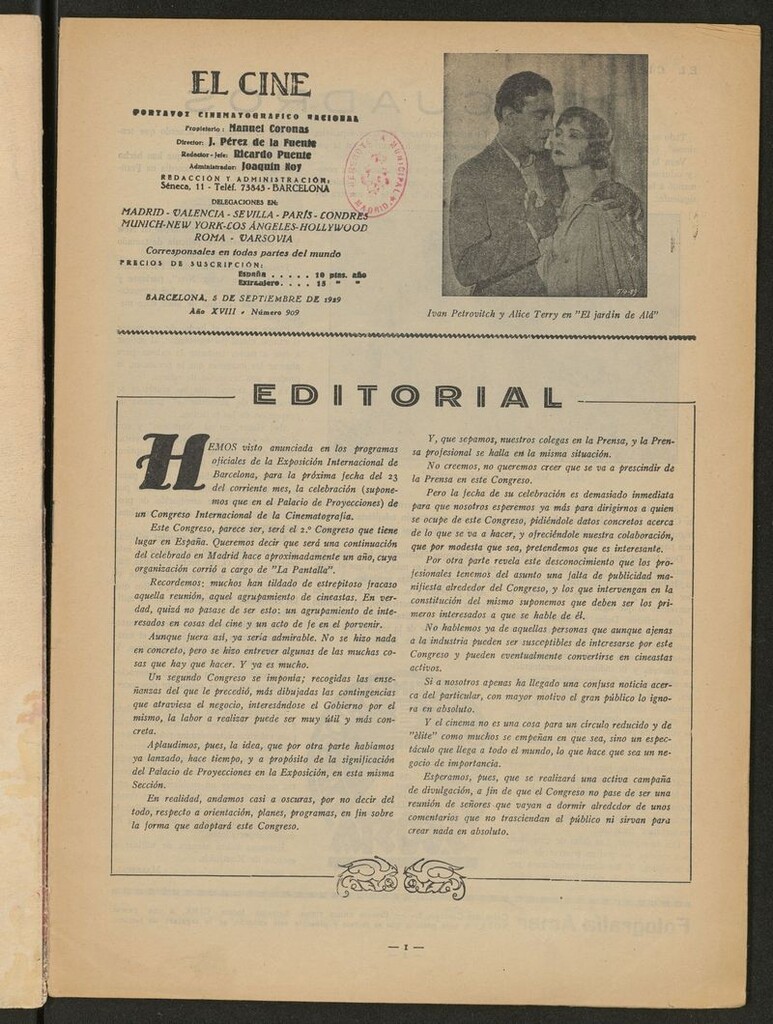 EL CINE
PORTAVOZ CINEMATOGRAFICO NACIONAL
Propietario: Manuel Coronas
Director: J. Pérez de la Fuente
Redactor-Jefe: Ricardo Puente
Administrador: Joaquín Noy
REDACCIÓN Y ADMINISTRACIÓN:
Séneca, 11 - Teléf. 73845 - BARCELONA
DELEGACIONES EN:
MADRID - VALENCIA - SEVILLA - PARÍS - LONDRES
MUNICH-NEW YORK-LOS ÁNGELES-HOLLYWOOD
ROMA - VARSOVIA
Corresponsales en todas partes del mundo
PRECIOS DE SUSCRIPCIÓN:
España . . . . . 10 ptas. año
Extranjero. . . . 15 " "
BARCELONA, 5 DE SEPTIEMBRE DE 1929
Año XVIII - Número 909
HEMEROTECA MUNICIPAL
MADRID
Ivan Petrovitch y Alice Terry en "El jardín de Alá"
EDITORIAL
HEMOS visto anunciada en los programas
oficiales de la Exposición Internacional de
Barcelona, para la próxima fecha del 23
del corriente mes, la celebración (supone-
mos que en el Palacio de Proyecciones) de
un Congreso Internacional de la Cinematografía.
Este Congreso, parece ser, será el 2.º Congreso que tiene
lugar en España. Queremos decir que será una continuación
del celebrado en Madrid hace aproximadamente un año, cuya
organización corrió a cargo de "La Pantalla".
Recordemos: muchos han tildado de estrepitoso fracaso
aquella reunión, aquel agrupamiento de cineastas. En ver-
dad, quizá no pasase de ser esto: un agrupamiento de inte-
resados en cosas del cine y un acto de fe en el porvenir.
Aunque fuera así, ya sería admirable. No se hizo nada
en concreto, pero se hizo entrever algunas de las muchas co-
sas que hay que hacer. Y ya es mucho.
Un segundo Congreso se imponía; recogidas las ense-
ñanzas del que le precedió, más dibujadas las contingencias
que atraviesa el negocio, interesándose el Gobierno por el
mismo, la labor a realizar puede ser muy útil y más con-
creta.
Aplaudimos, pues, la idea, que por otra parte habíamos
ya lanzado, hace tiempo, y a propósito de la significación
del Palacio de Proyecciones en la Exposición, en esta misma
Sección.
En realidad, andamos casi a oscuras, por no decir del
todo, respecto a orientación, planes, programas, en fin sobre
la forma que adoptará este Congreso.
Y, que sepamos, nuestros colegas en la Prensa, y la Pren-
sa profesional se halla en la misma situación.
No creemos, no queremos creer que se va a prescindir de
la Prensa en este Congreso.
Pero la fecha de su celebración es demasiado inmediata
para que nosotros esperemos ya más para dirigirnos a quien
se ocupe de este Congreso, pidiéndole datos concretos acerca
de lo que se va a hacer, y ofreciéndole nuestra colaboración,
que por modesta que sea, pretendemos que es interesante.
Por otra parte revela este desconocimiento que los pro-
fesionales tenemos del asunto una falta de publicidad ma-
nifiesta alrededor del Congreso, y los que intervengan en la
constitución del mismo suponemos que deben ser los pri-
meros interesados a que se hable de él.
No hablemos ya de aquellas personas que aunque ajenas
a la industria pueden ser susceptibles de interesarse por este
Congreso y pueden eventualmente convertirse en cineastas
activos.
Si a nosotros apenas ha llegado una confusa noticia acer-
ca del particular, con mayor motivo el gran público lo igno-
ra en absoluto.
Y el cinema no es una cosa para un círculo reducido y de
"élite" como muchos se empeñan en que sea, sino un espec-
táculo que llega a todo el mundo, lo que hace que sea un ne-
gocio de importancia.
Esperamos, pues, que se realizará una activa campaña
de divulgación, a fin de que el Congreso no pase de ser una
reunión de señores que vayan a dormir alrededor de unos
comentarios que no trasciendan al público ni sirvan para
crear nada en absoluto.
— 1 —